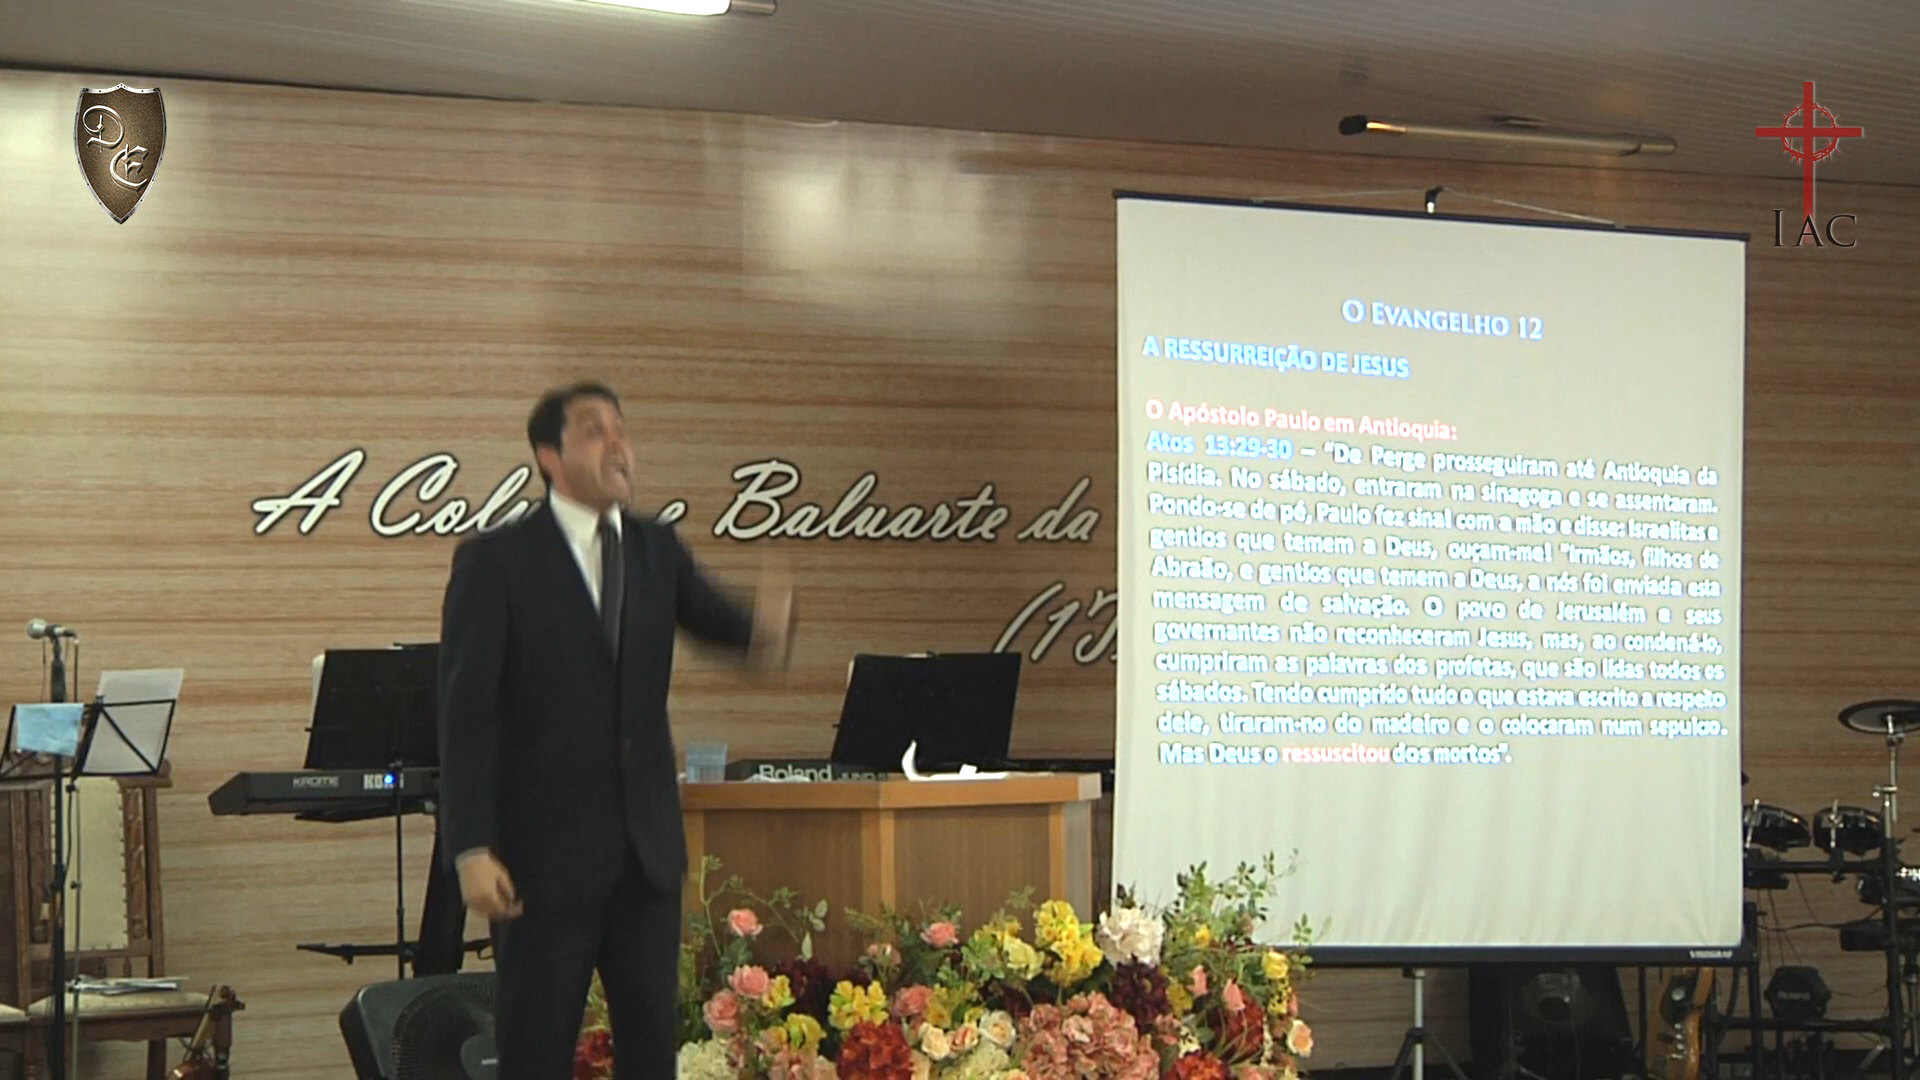 D E
I AC
O EVANGELHO 12
A RESSURREIÇÃO DE JESUS
O Apóstolo Paulo em Antioquia:
Atos 13:29-30 – “De Perge prosseguiram até Antioquia da
Pisídia. No sábado, entraram na sinagoga e se assentaram.
Pondo-se de pé, Paulo fez sinal com a mão e disse: Israelitas e
gentios que temem a Deus, ouçam-me! "Irmãos, filhos de
Abraão, e gentios que temem a Deus, a nós foi enviada esta
mensagem de salvação. O povo de Jerusalém e seus
governantes não reconheceram Jesus, mas, ao condená-lo,
cumpriram as palavras dos profetas, que são lidas todos os
sábados. Tendo cumprido tudo o que estava escrito a respeito
dele, tiraram-no do madeiro e o colocaram num sepulcro.
Mas Deus o ressuscitou dos mortos”.
A Colu e Baluarte da
(1T
KROME
Roland
Roland